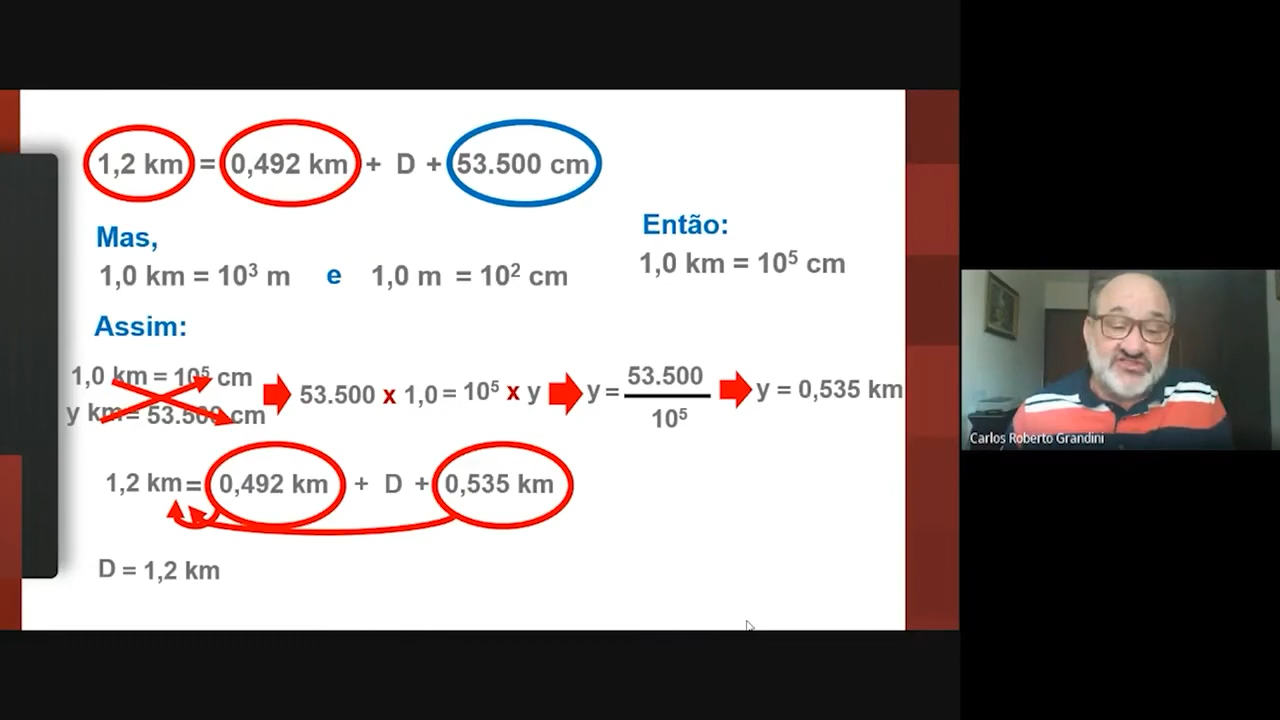 1,2 km = 0,492 km + D + 53.500 cm
Mas,
1,0 km = 10³ m e 1,0 m = 10² cm
Então:
1,0 km = 10⁵ cm
Assim:
1,0 km = 10⁵ cm
y km = 53.500 cm
53.500 x 1,0 = 10⁵ x y
y = 53.500 / 10⁵
y = 0,535 km
1,2 km = 0,492 km + D + 0,535 km
D = 1,2 km
Carlos Roberto Grandini